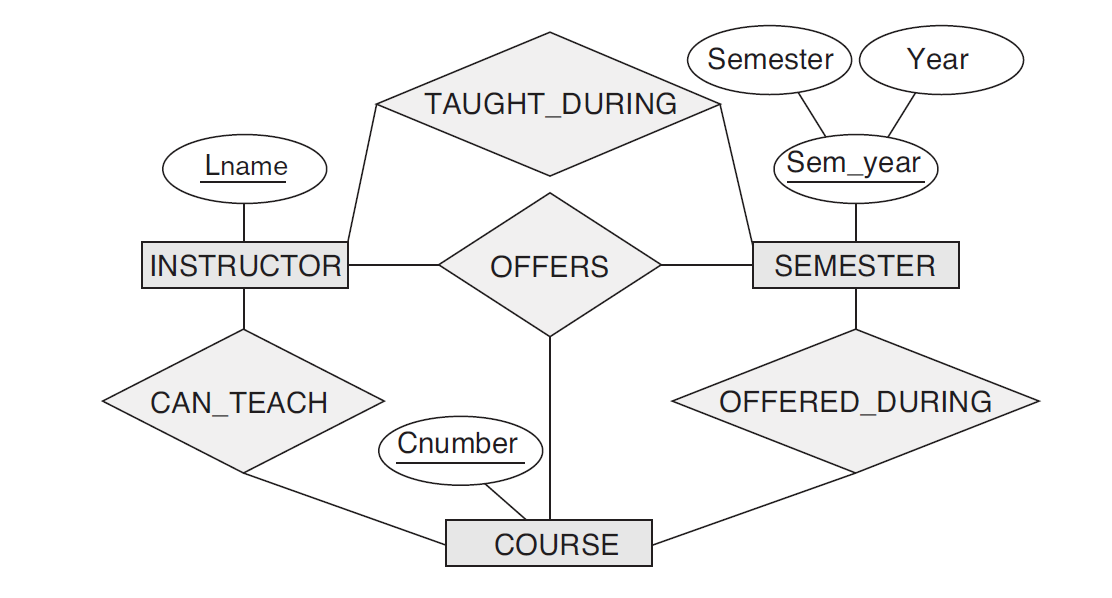 Semester
Year
TAUGHT_DURING
Lname
Sem_year
INSTRUCTOR
OFFERS
SEMESTER
CAN_TEACH
OFFERED_DURING
Cnumber
COURSE